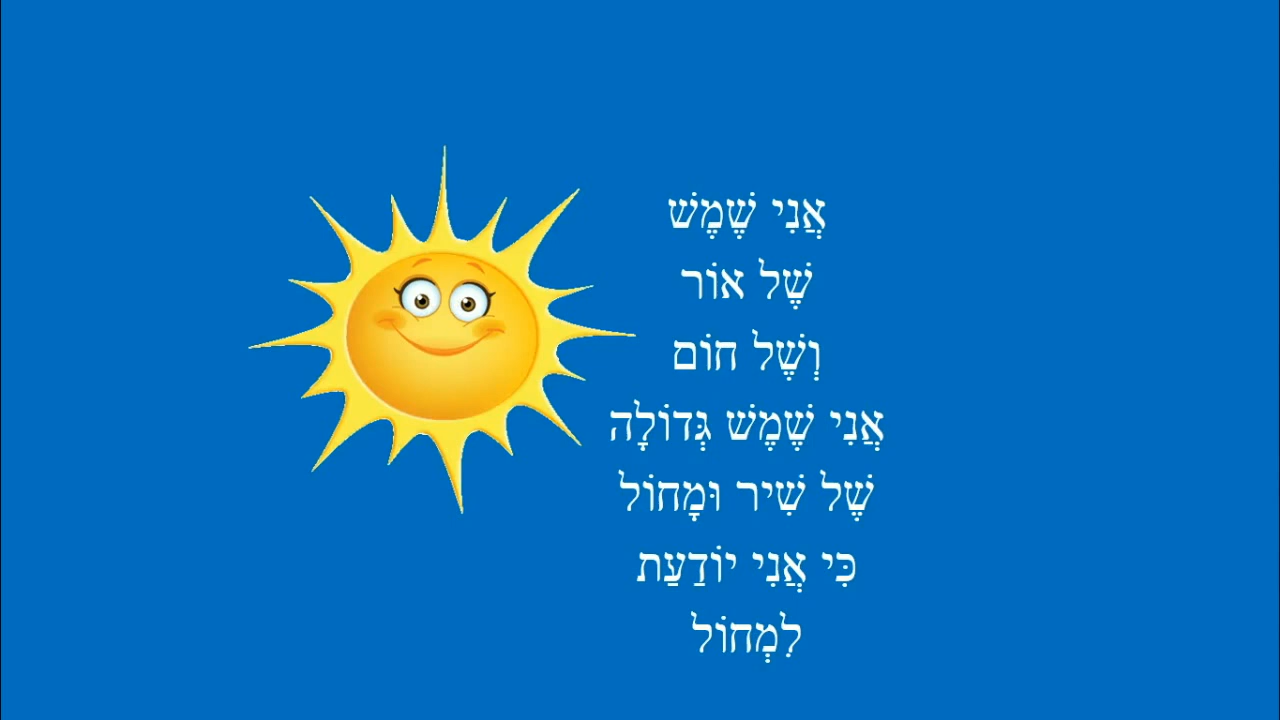 אֲנִי שֶׁמֶשׁ
שֶׁל אוֹר
וְשֶׁל חוֹם
אֲנִי שֶׁמֶשׁ גְּדוֹלָה
שֶׁל שִׁיר וּמָחוֹל
כִּי אֲנִי יוֹדַעַת
לִמְחוֹל